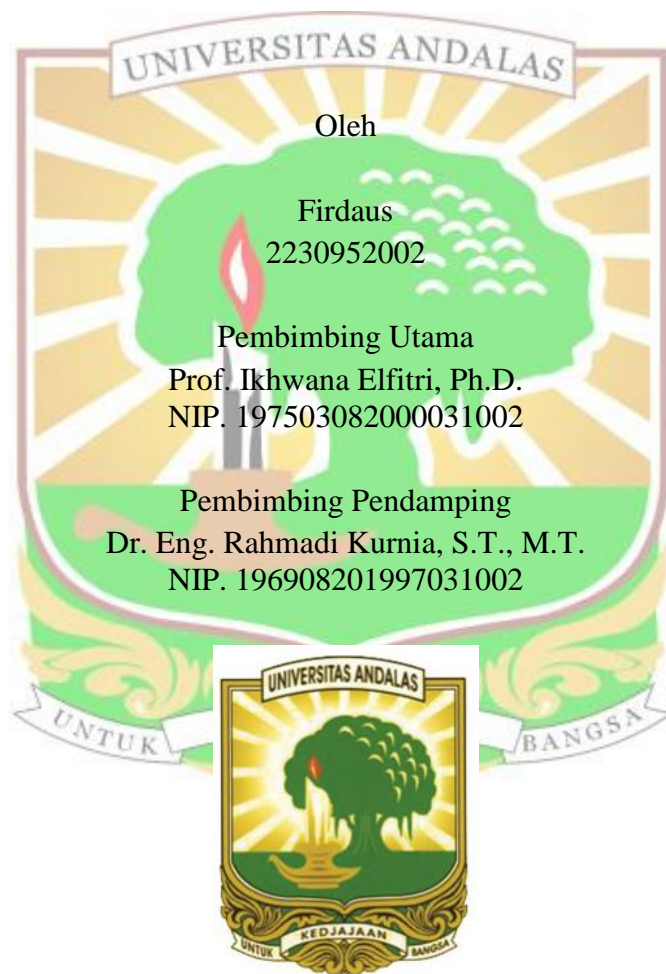 UNIVERSITAS ANDALAS
Oleh
Firdaus
2230952002
Pembimbing Utama
Prof. Ikhwana Elfitri, Ph.D.
NIP. 197503082000031002
Pembimbing Pendamping
Dr. Eng. Rahmadi Kurnia, S.T., M.T.
NIP. 196908201997031002
UNTUK BANGSA
UNIVERSITAS ANDALAS
KEDJAJAAN
UNTUK BANGSA